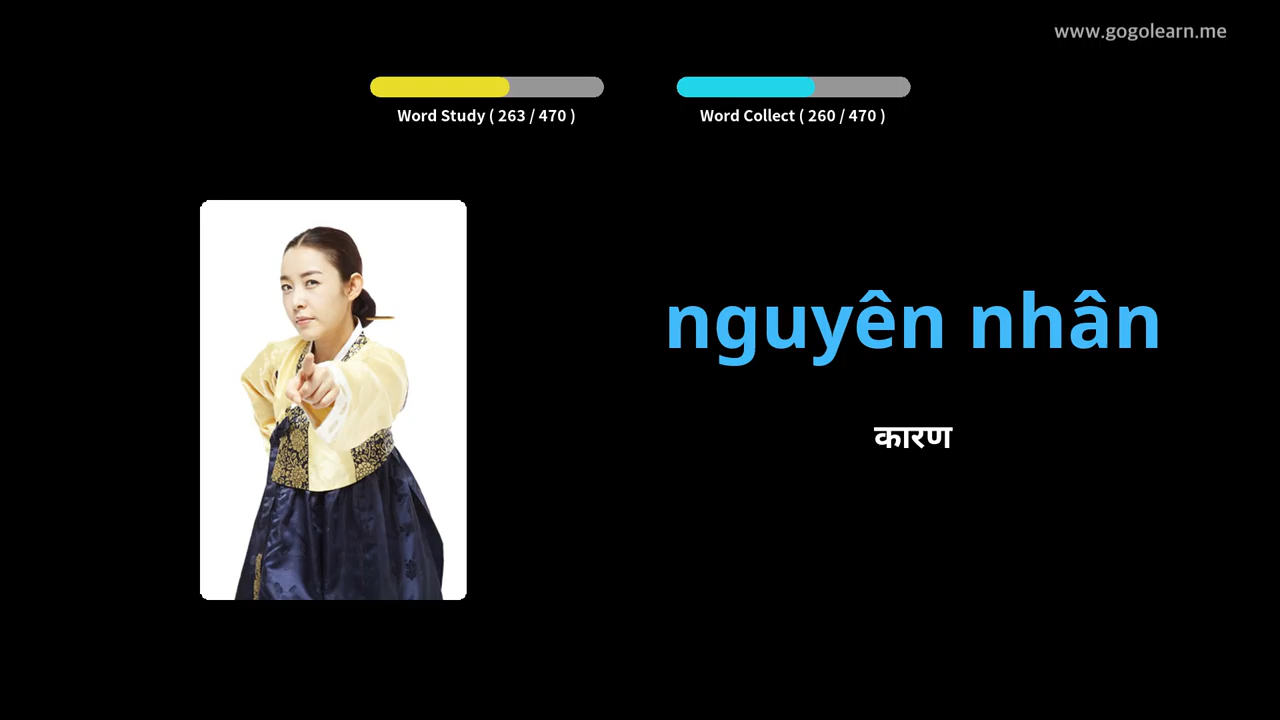 www.gogolearn.me
Word Study ( 263 / 470 )
Word Collect ( 260 / 470 )
nguyên nhân
कारण